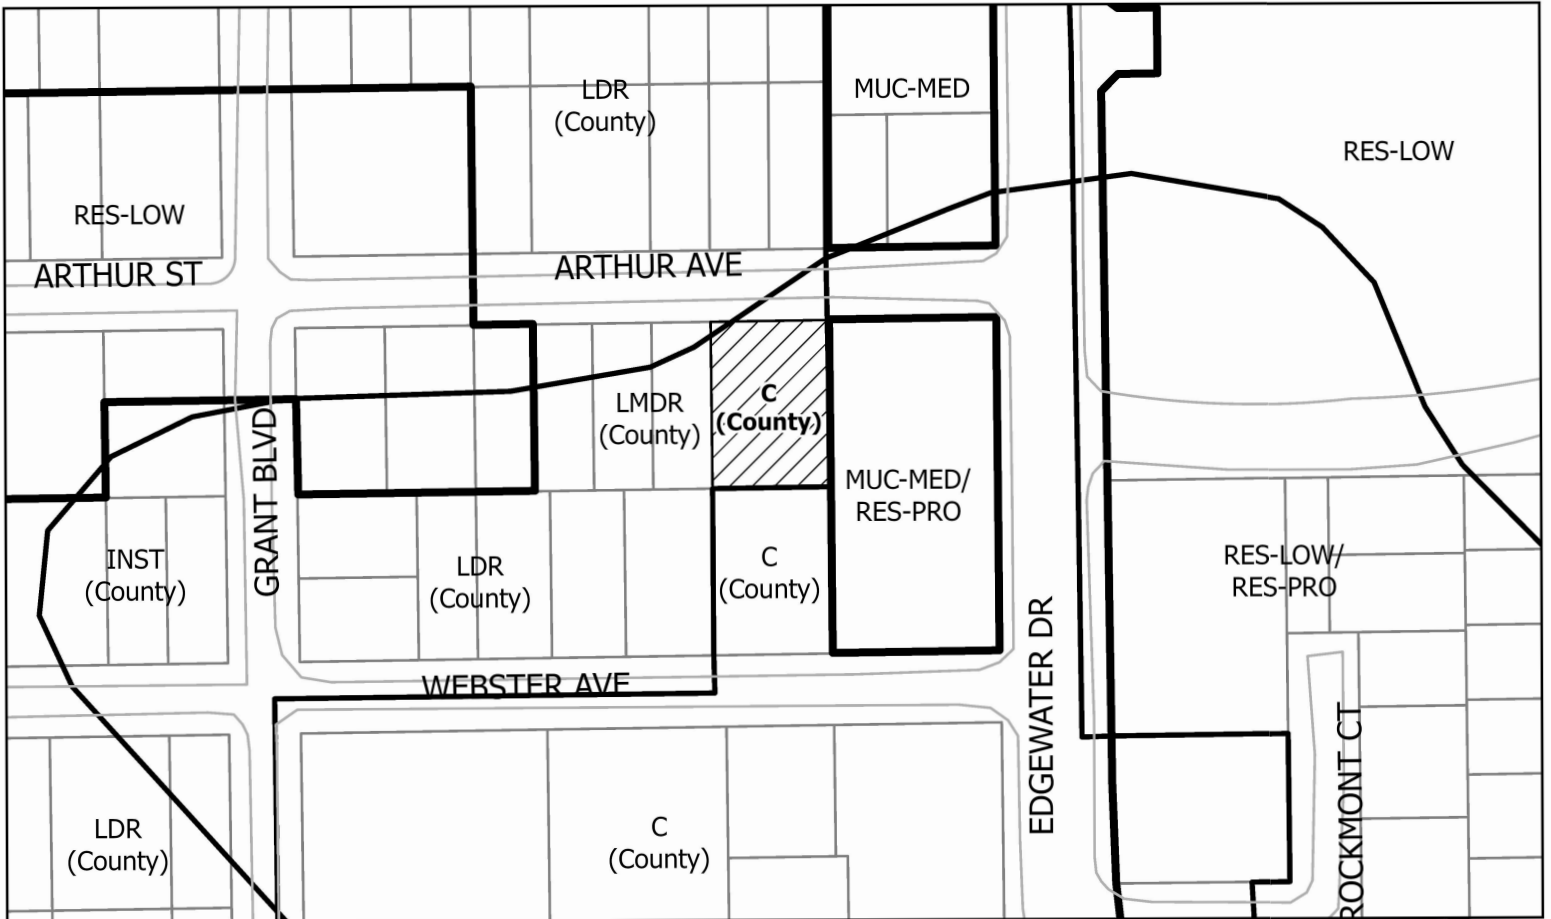 LDR
(County)
MUC-MED
RES-LOW
RES-LOW
ARTHUR ST
ARTHUR AVE
LMDR
(County)
C
(County)
MUC-MED/
RES-PRO
GRANT BLVD
INST
(County)
LDR
(County)
C
(County)
RES-LOW/
RES-PRO
WEBSTER AVE
EDGEWATER DR
ROCKMONT CT
LDR
(County)
C
(County)